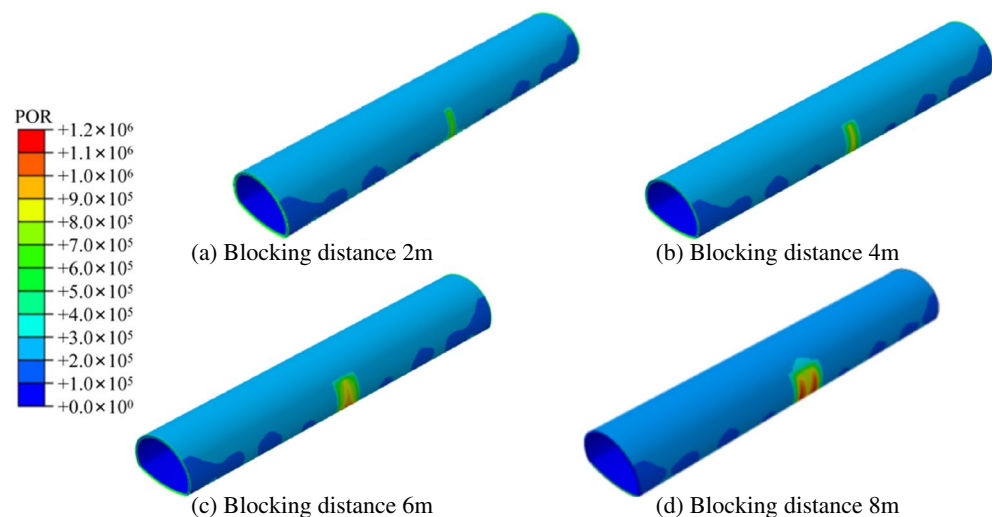 POR
+1.2×10⁶
+1.1×10⁶
+1.0×10⁶
+9.0×10⁵
+8.0×10⁵
+7.0×10⁵
+6.0×10⁵
+5.0×10⁵
+4.0×10⁵
+3.0×10⁵
+2.0×10⁵
+1.0×10⁵
+0.0×10⁰
(a) Blocking distance 2m
(b) Blocking distance 4m
(c) Blocking distance 6m
(d) Blocking distance 8m